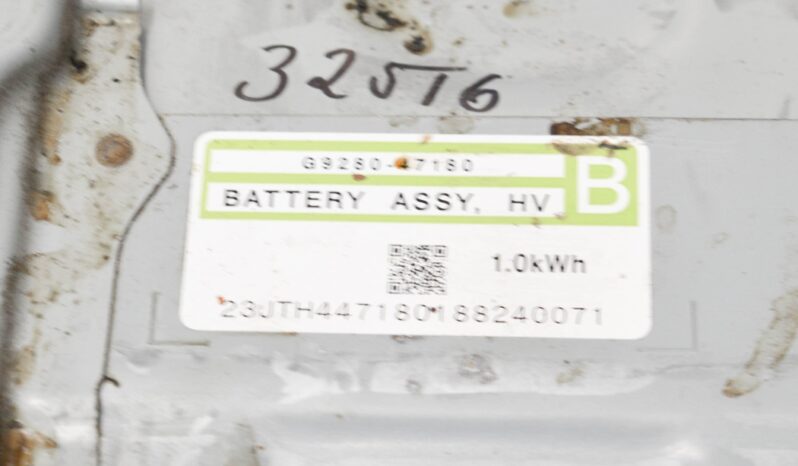 32516
G9280-47180
BATTERY ASSY, HV
B
1.0kWh
23JTH447180188240071